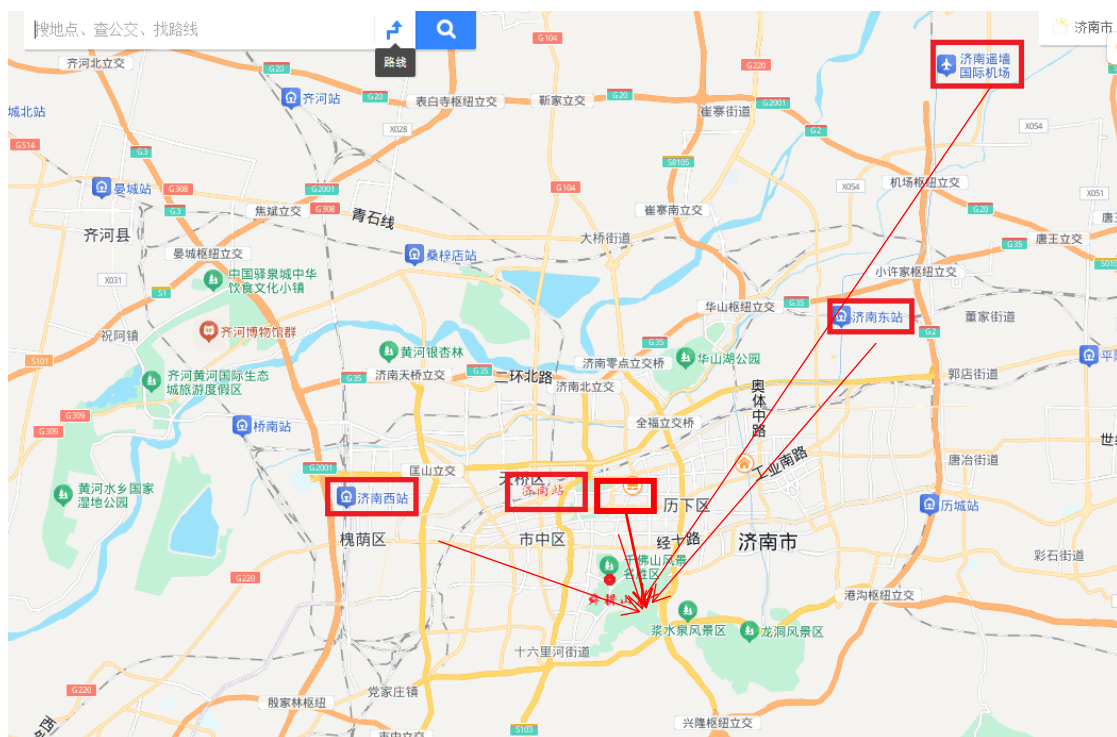 搜地点、查公交、找路线
路线
济南市
G104
齐河北立交
G20
G220
济南遥墙
国际机场
齐河站
G20
表白寺枢纽立交
靳家立交
G20
G2001
崔寨街道
城北站
X028
G2
X054
G514
G3
S8105
晏城站
G308
G2001
G104
X054
机场枢纽立交
X051
G3
焦斌立交
G308
青石线
崔寨南立交
G20
唐
齐河县
大桥街道
G35
唐王立交
晏城枢纽立交
桑梓店站
小许家枢纽立交
X031
中国驿泉城中华
饮食文化小镇
S1
华山枢纽立交
G35
济南东站
董家街道
祝阿镇
齐河博物馆群
G2
G35
黄河银杏林
济南零点立交桥
华山湖公园
S101
齐河黄河国际生态
城旅游度假区
G35
济南天桥立交
G35
二环北路
济南北立交
奥体中路
郭店街道
G309
全福立交桥
G309
桥南站
工业南路
G2001
匡山立交
天桥区
唐冶街道
黄河水乡国家
湿地公园
济南西站
济南站
历下区
历城站
槐荫区
市中区
经十路
济南市
彩石街道
千佛山风景
名胜区
G220
舜耕山
港沟枢纽立交
浆水泉风景区
龙洞风景区
十六里河街道
G220
党家庄镇
殷家林枢纽
兴隆枢纽立交
S103